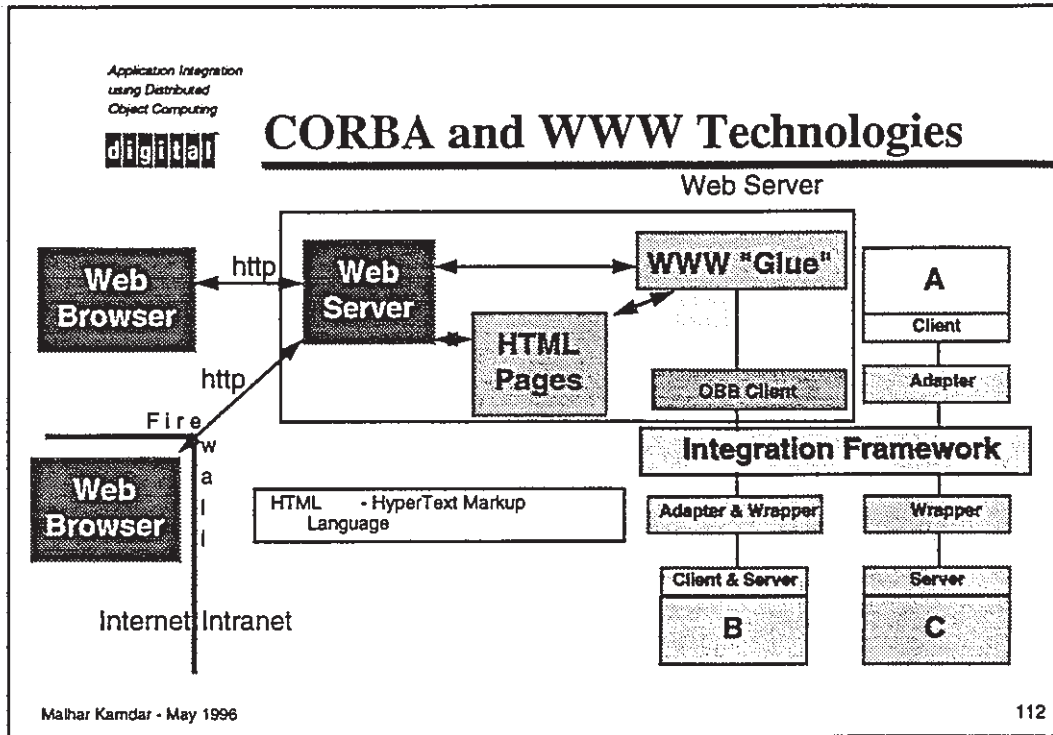 Application Integration
using Distributed
Object Computing
digital
CORBA and WWW Technologies
Web Server
Web
Browser
http
Web
Server
WWW "Glue"
HTML
Pages
OBB Client
A
Client
Adapter
http
Fire
wall
Web
Browser
Integration Framework
HTML - HyperText Markup
Language
Adapter & Wrapper
Wrapper
Client & Server
B
Server
C
Internet
Intranet
Malhar Kamdar - May 1996
112